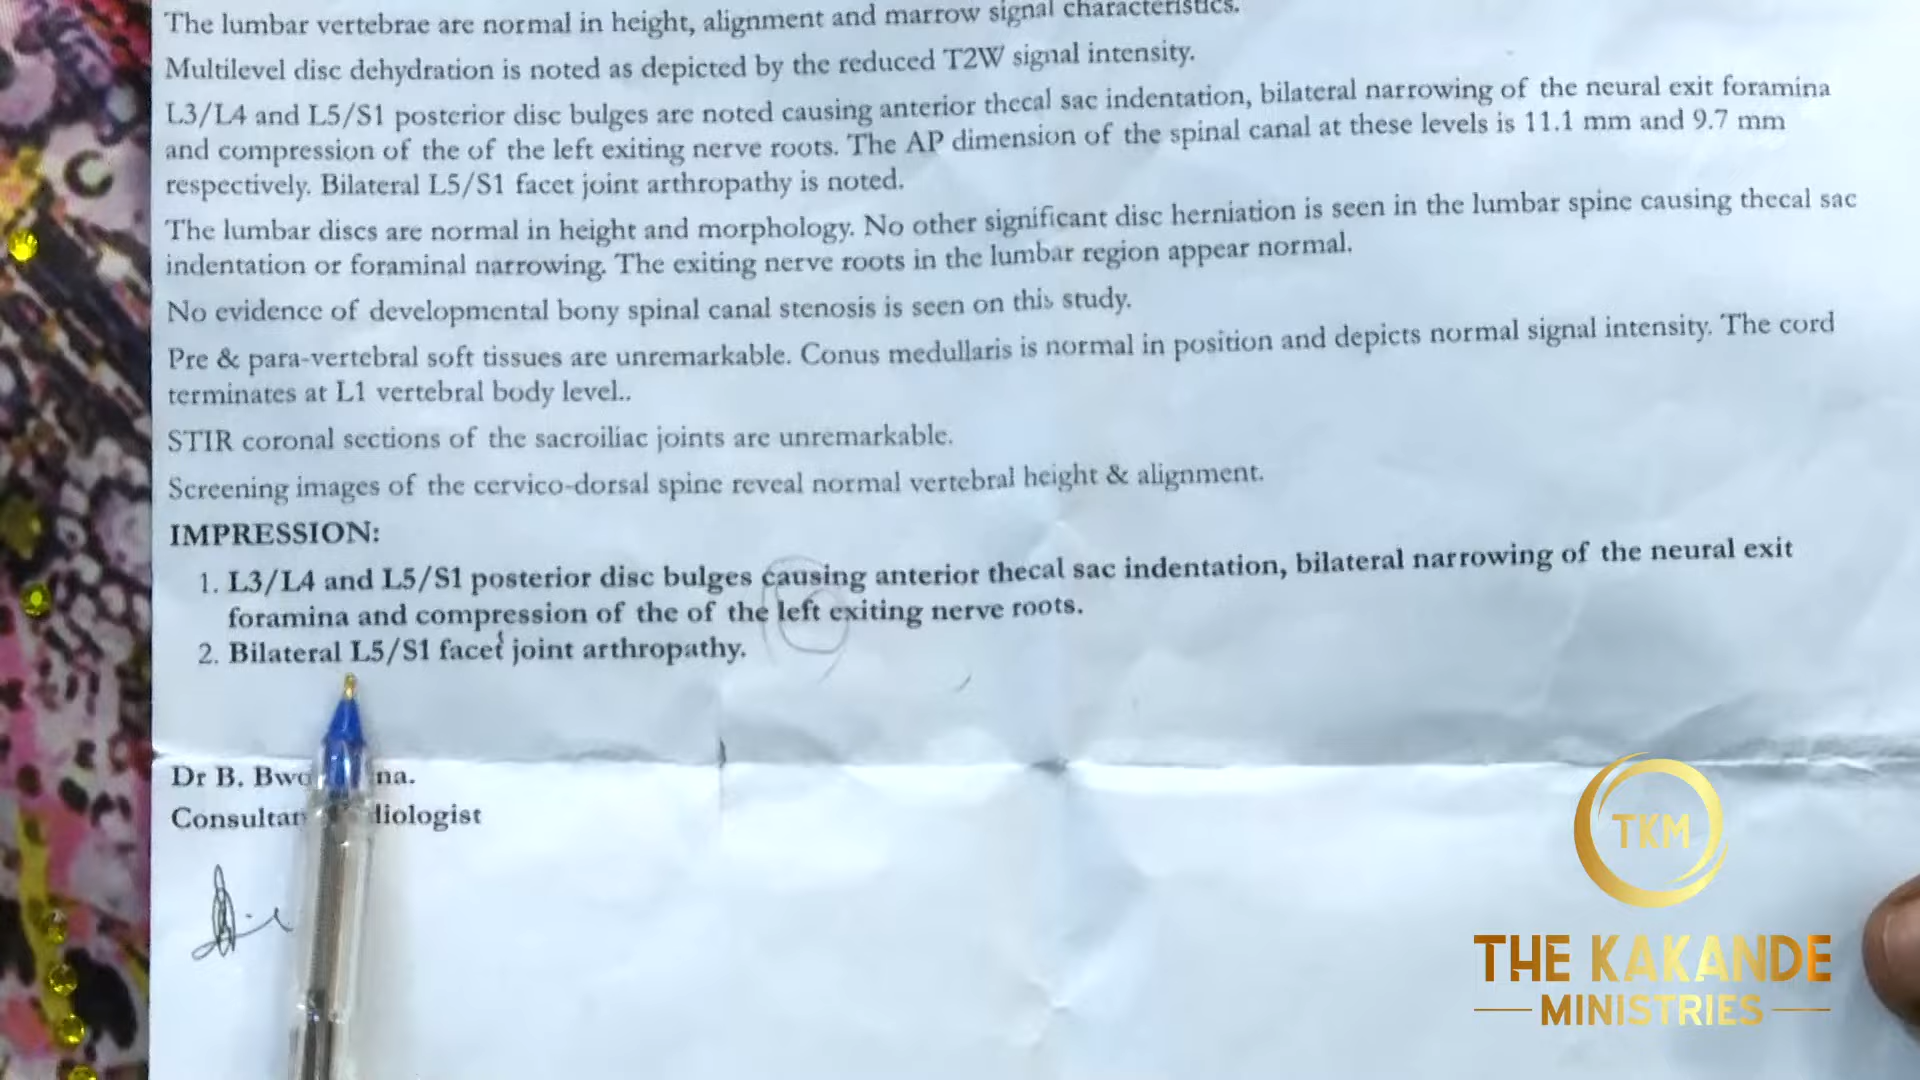 The lumbar vertebrae are normal in height, alignment and marrow signal characteristics.
Multilevel disc dehydration is noted as depicted by the reduced T2W signal intensity.
L3/L4 and L5/S1 posterior disc bulges are noted causing anterior thecal sac indentation, bilateral narrowing of the neural exit foramina
and compression of the of the left exiting nerve roots. The AP dimension of the spinal canal at these levels is 11.1 mm and 9.7 mm
respectively. Bilateral L5/S1 facet joint arthropathy is noted.
The lumbar discs are normal in height and morphology. No other significant disc herniation is seen in the lumbar spine causing thecal sac
indentation or foraminal narrowing. The exiting nerve roots in the lumbar region appear normal.
No evidence of developmental bony spinal canal stenosis is seen on this study.
Pre & para-vertebral soft tissues are unremarkable. Conus medullaris is normal in position and depicts normal signal intensity. The cord
terminates at L1 vertebral body level..
STIR coronal sections of the sacroiliac joints are unremarkable.
Screening images of the cervico-dorsal spine reveal normal vertebral height & alignment.
IMPRESSION:
1. L3/L4 and L5/S1 posterior disc bulges causing anterior thecal sac indentation, bilateral narrowing of the neural exit
foramina and compression of the of the left exiting nerve roots.
2. Bilateral L5/S1 facet joint arthropathy.
Dr B.
TKM
THE KAKANDE
MINISTRIES